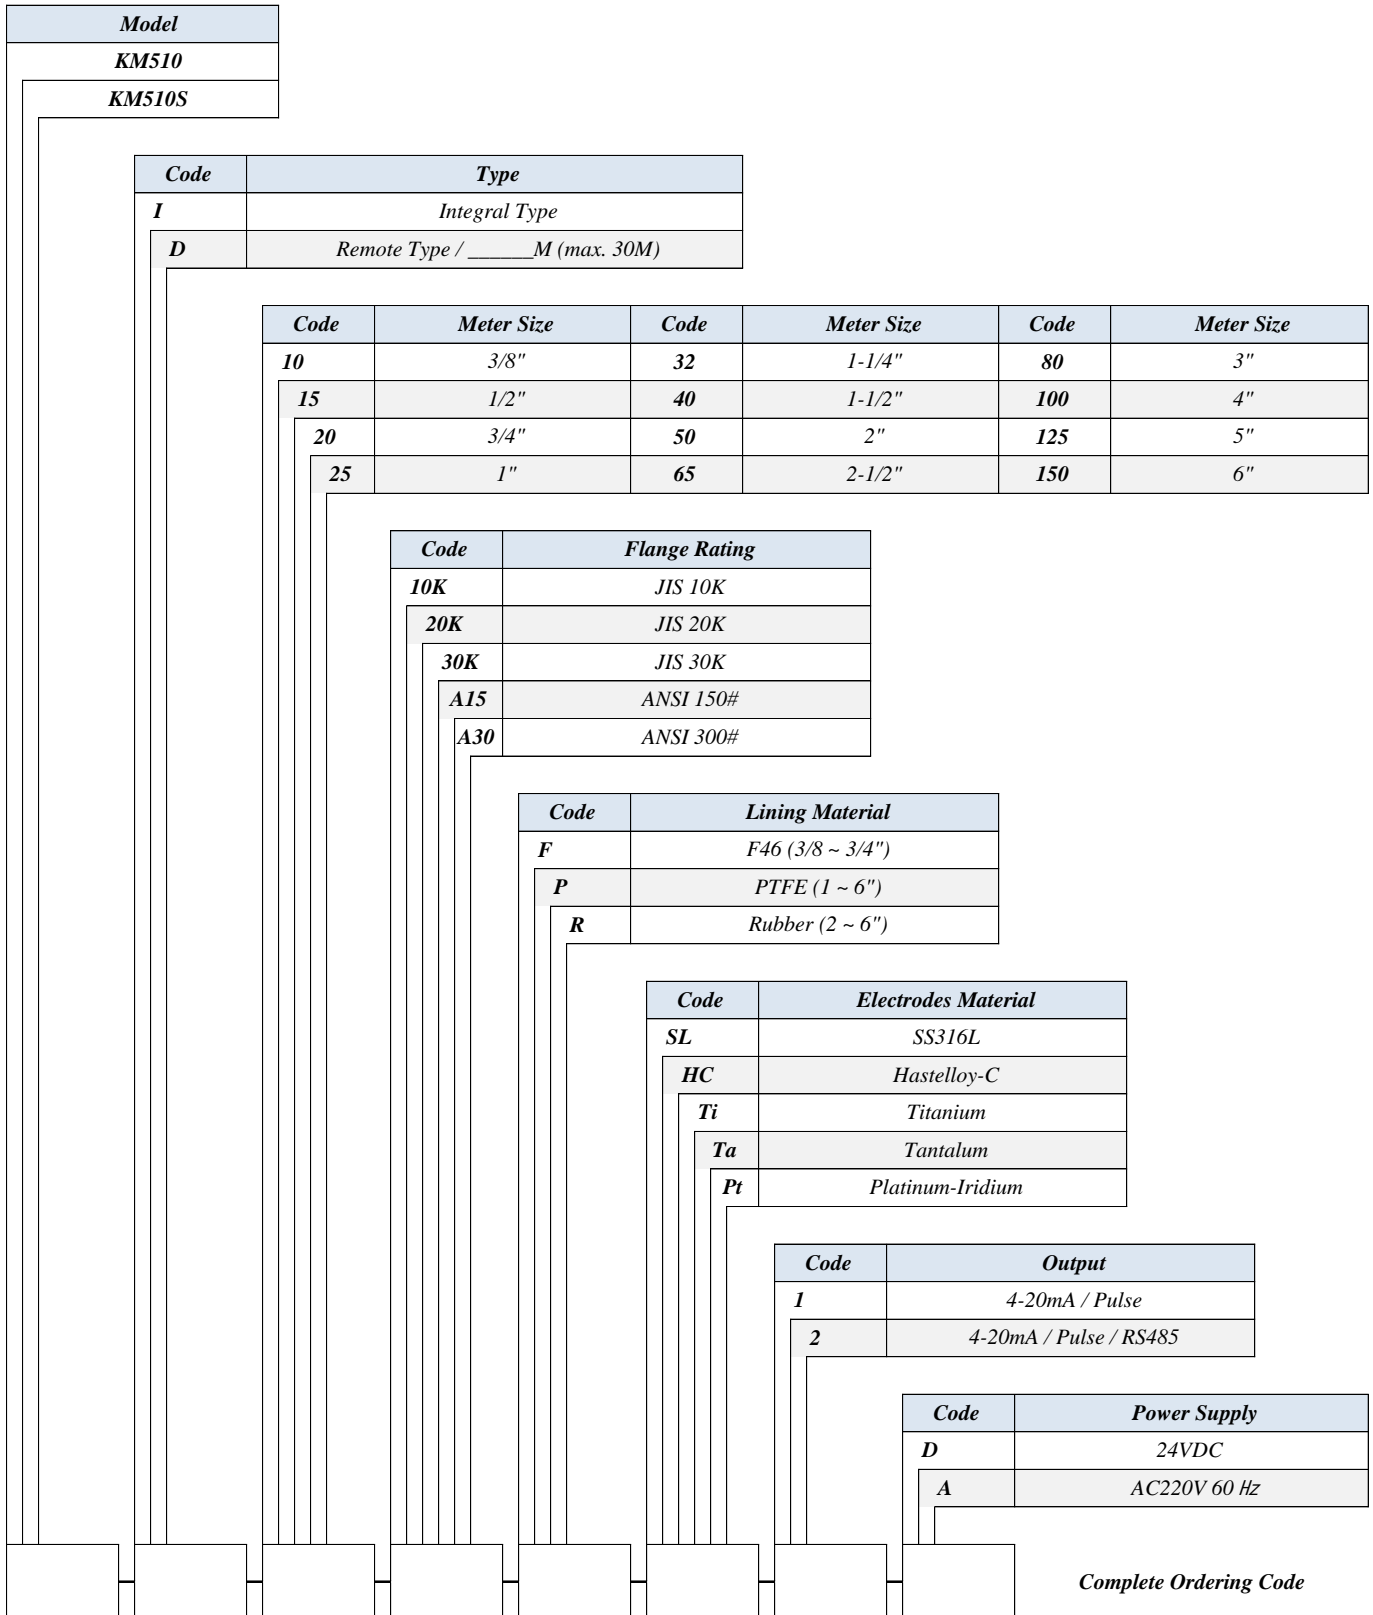 Model
KM510
KM510S
Code Type
I Integral Type
D Remote Type / ______M (max. 30M)
Code Meter Size Code Meter Size Code Meter Size
10 3/8" 32 1-1/4" 80 3"
15 1/2" 40 1-1/2" 100 4"
20 3/4" 50 2" 125 5"
25 1" 65 2-1/2" 150 6"
Code Flange Rating
10K JIS 10K
20K JIS 20K
30K JIS 30K
A15 ANSI 150#
A30 ANSI 300#
Code Lining Material
F F46 (3/8 ~ 3/4")
P PTFE (1 ~ 6")
R Rubber (2 ~ 6")
Code Electrodes Material
SL SS316L
HC Hastelloy-C
Ti Titanium
Ta Tantalum
Pt Platinum-Iridium
Code Output
1 4-20mA / Pulse
2 4-20mA / Pulse / RS485
Code Power Supply
D 24VDC
A AC220V 60 Hz
Complete Ordering Code